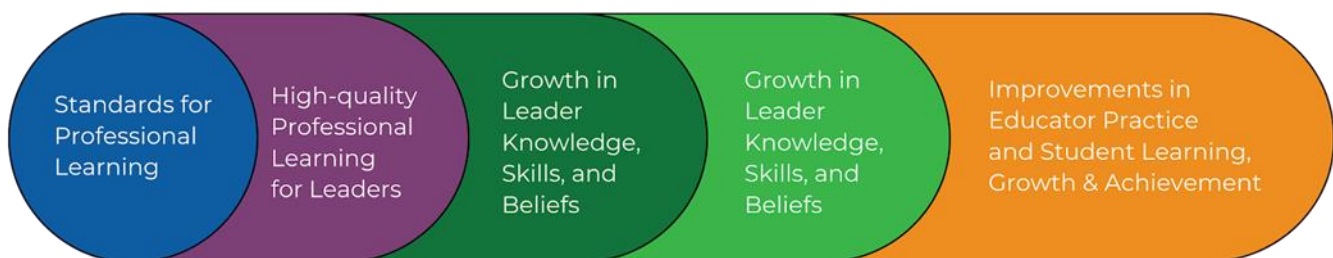 Standards for
Professional
Learning
High-quality
Professional
Learning
for Leaders
Growth in
Leader
Knowledge,
Skills, and
Beliefs
Growth in
Leader
Knowledge,
Skills, and
Beliefs
Improvements in
Educator Practice
and Student Learning,
Growth & Achievement